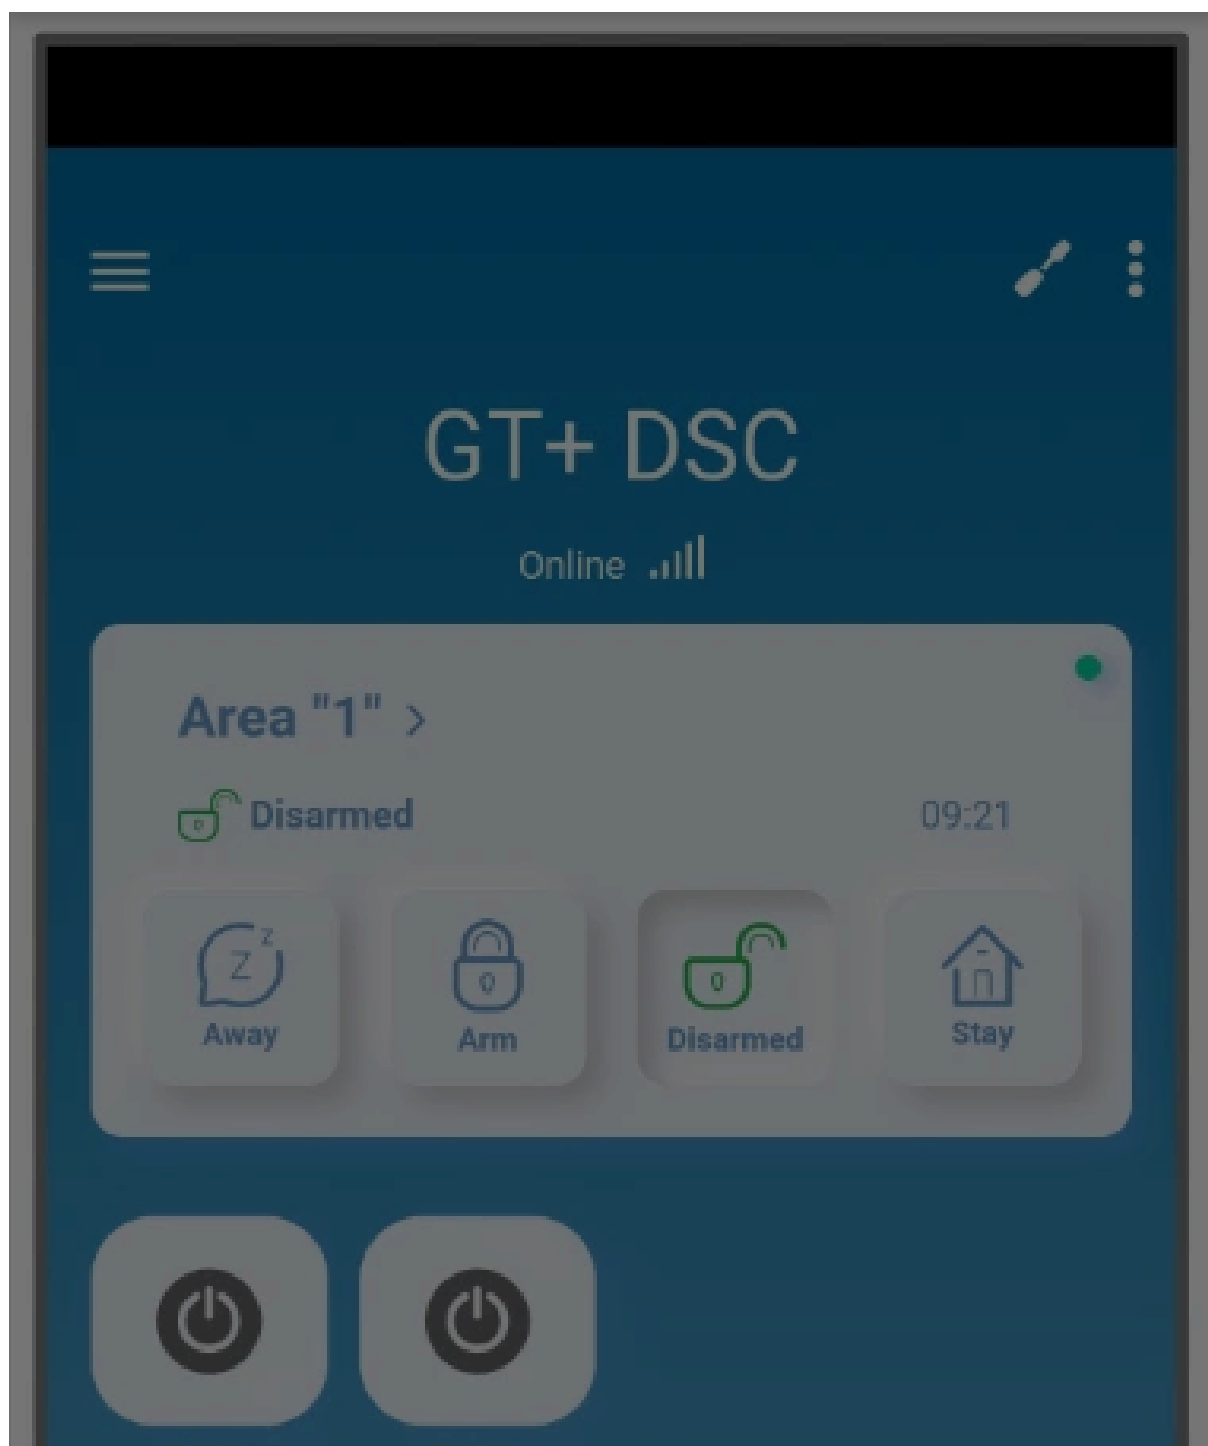 GT+ DSC
Online
Area "1" >
Disarmed 09:21
Away Arm Disarmed Stay